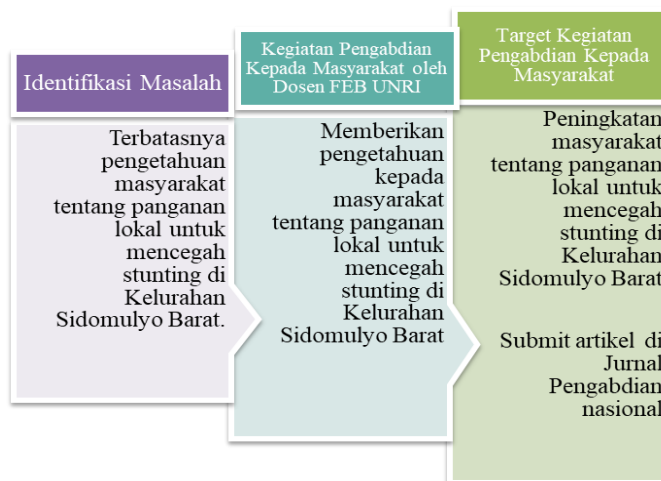 Identifikasi Masalah
Terbatasnya
pengetahuan
masyarakat
tentang panganan
lokal untuk
mencegah
stunting di
Kelurahan
Sidomulyo Barat.
Kegiatan Pengabdian
Kepada Masyarakat oleh
Dosen FEB UNRI
Memberikan
pengetahuan
kepada
masyarakat
tentang panganan
lokal untuk
mencegah
stunting di
Kelurahan
Sidomulyo Barat
Target Kegiatan
Pengabdian Kepada
Masyarakat
Peningkatan
masyarakat
tentang panganan
lokal untuk
mencegah
stunting di
Kelurahan
Sidomulyo Barat
Submit artikel di
Jurnal
Pengabdian
nasional